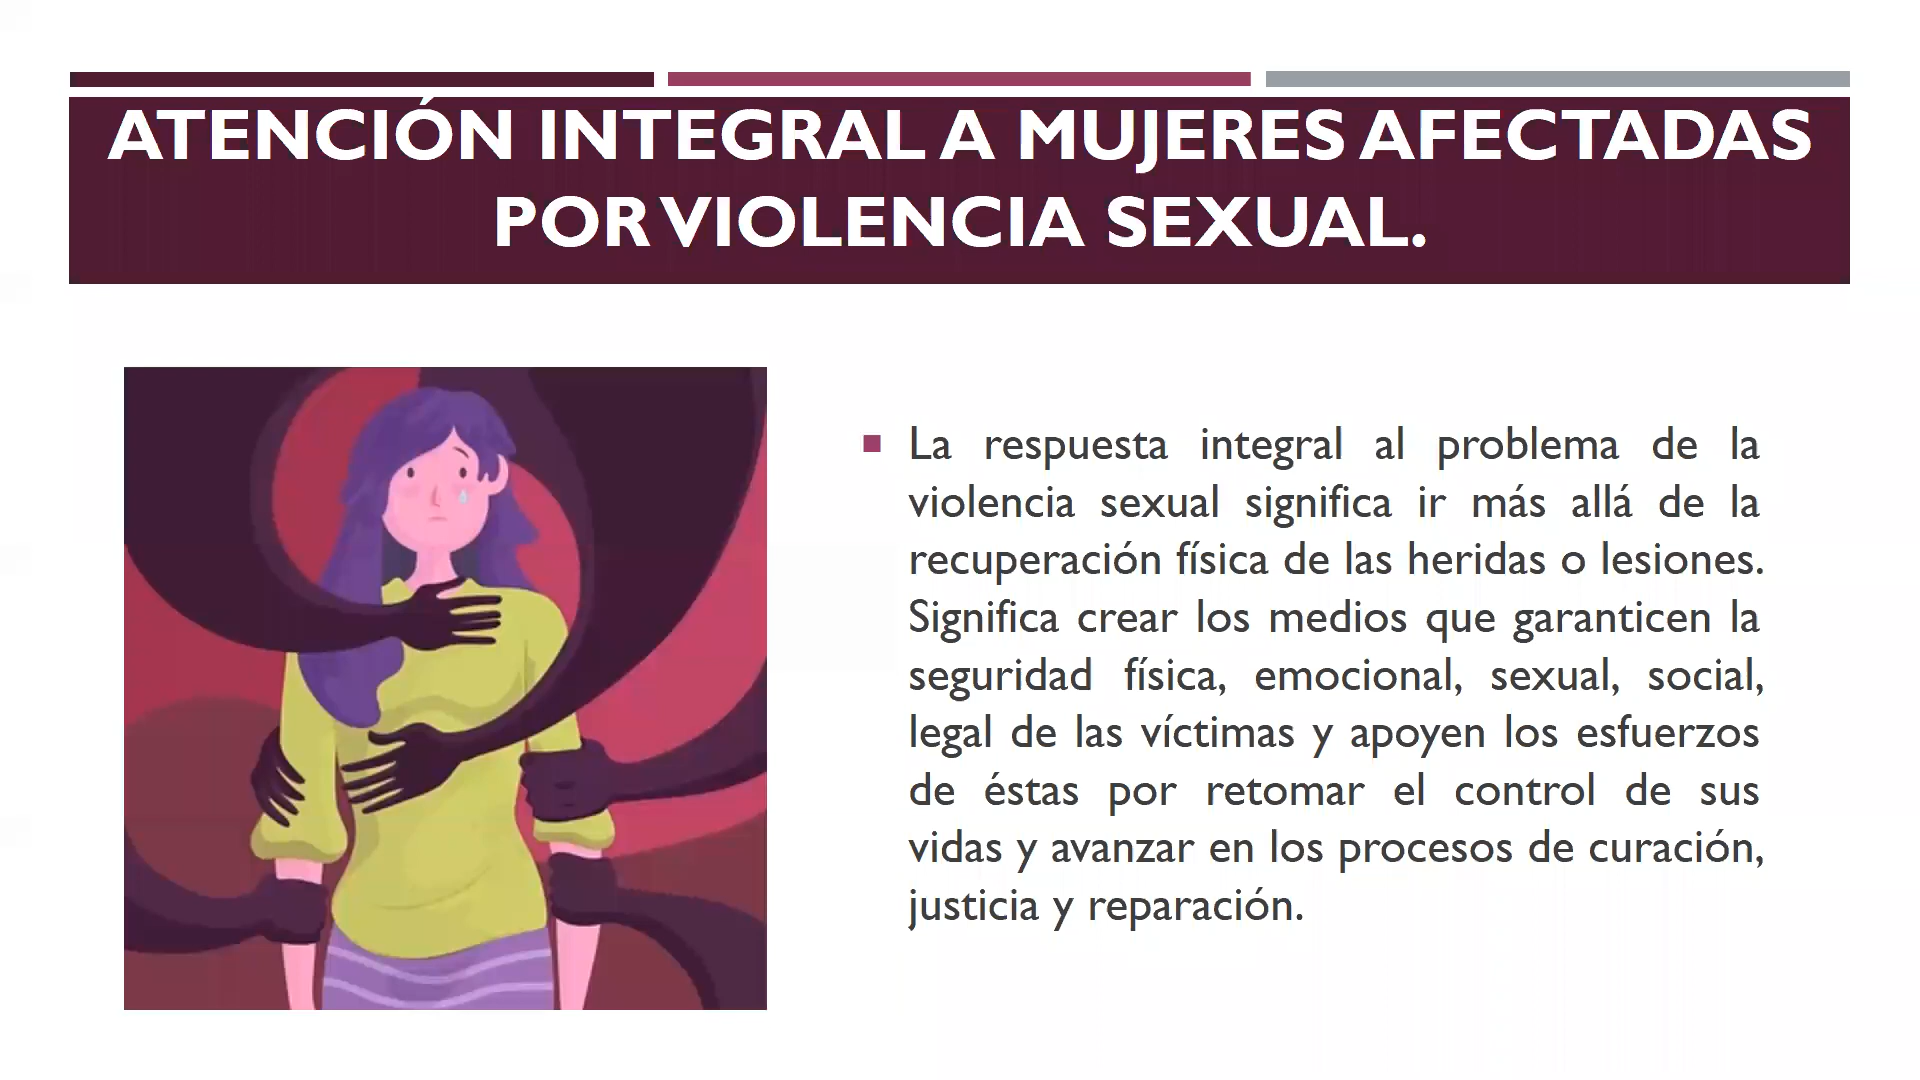 ATENCIÓN INTEGRAL A MUJERES AFECTADAS
POR VIOLENCIA SEXUAL.
La respuesta integral al problema de la
violencia sexual significa ir más allá de la
recuperación física de las heridas o lesiones.
Significa crear los medios que garanticen la
seguridad física, emocional, sexual, social,
legal de las víctimas y apoyen los esfuerzos
de éstas por retomar el control de sus
vidas y avanzar en los procesos de curación,
justicia y reparación.